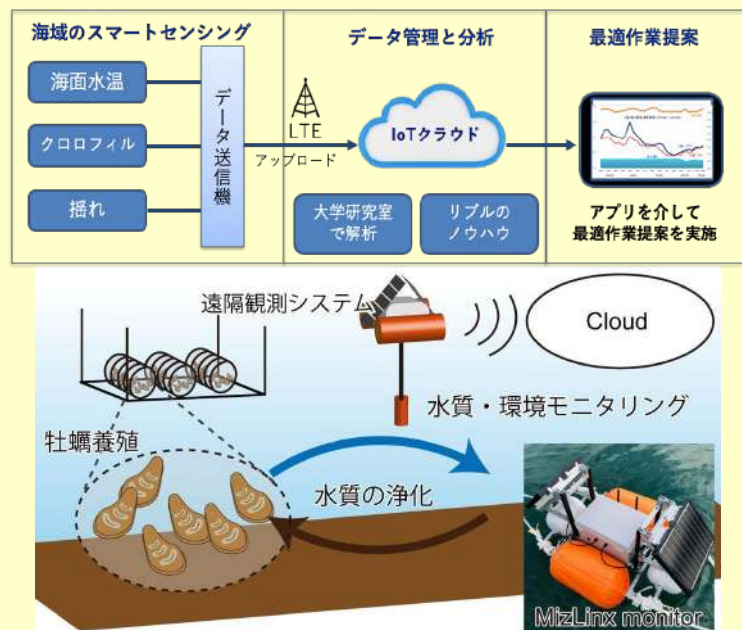 海域のスマートセンシング
海面水温
クロロフィル
揺れ
データ送信機
LTE
アップロード
データ管理と分析
IoTクラウド
大学研究室
で解析
リブルの
ノウハウ
最適作業提案
アプリを介して
最適作業提案を実施
遠隔観測システム
Cloud
水質・環境モニタリング
牡蠣養殖
水質の浄化
MizLinx monitor